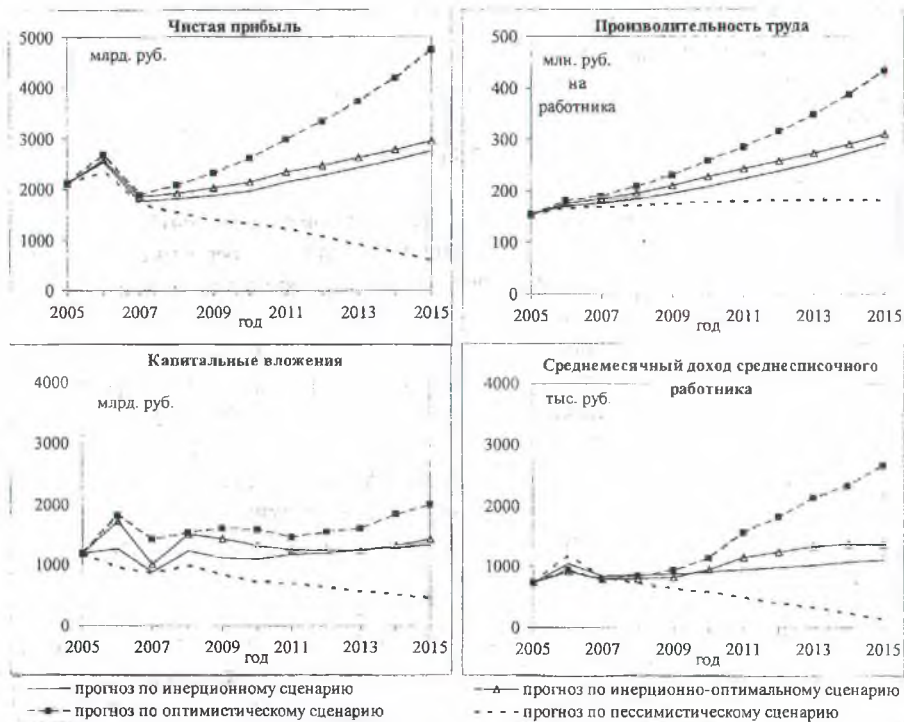 Чистая прибыль
млрд. руб.
5000
4000
3000
2000
1000
0
2005 2007 2009 2011 2013 2015
год
Производительность труда
млн. руб.
на
работника
500
400
300
200
100
0
2005 2007 2009 2011 2013 2015
год
Капитальные вложения
млрд. руб.
4000
3000
2000
1000
0
2005 2007 2009 2011 2013 2015
год
Среднемесячный доход среднесписочного
работника
тыс. руб.
4000
3000
2000
1000
0
2005 2007 2009 2011 2013 2015
год
прогноз по инерционному сценарию
прогноз по инерционно-оптимальному сценарию
прогноз по оптимистическому сценарию
прогноз по пессимистическому сценарию